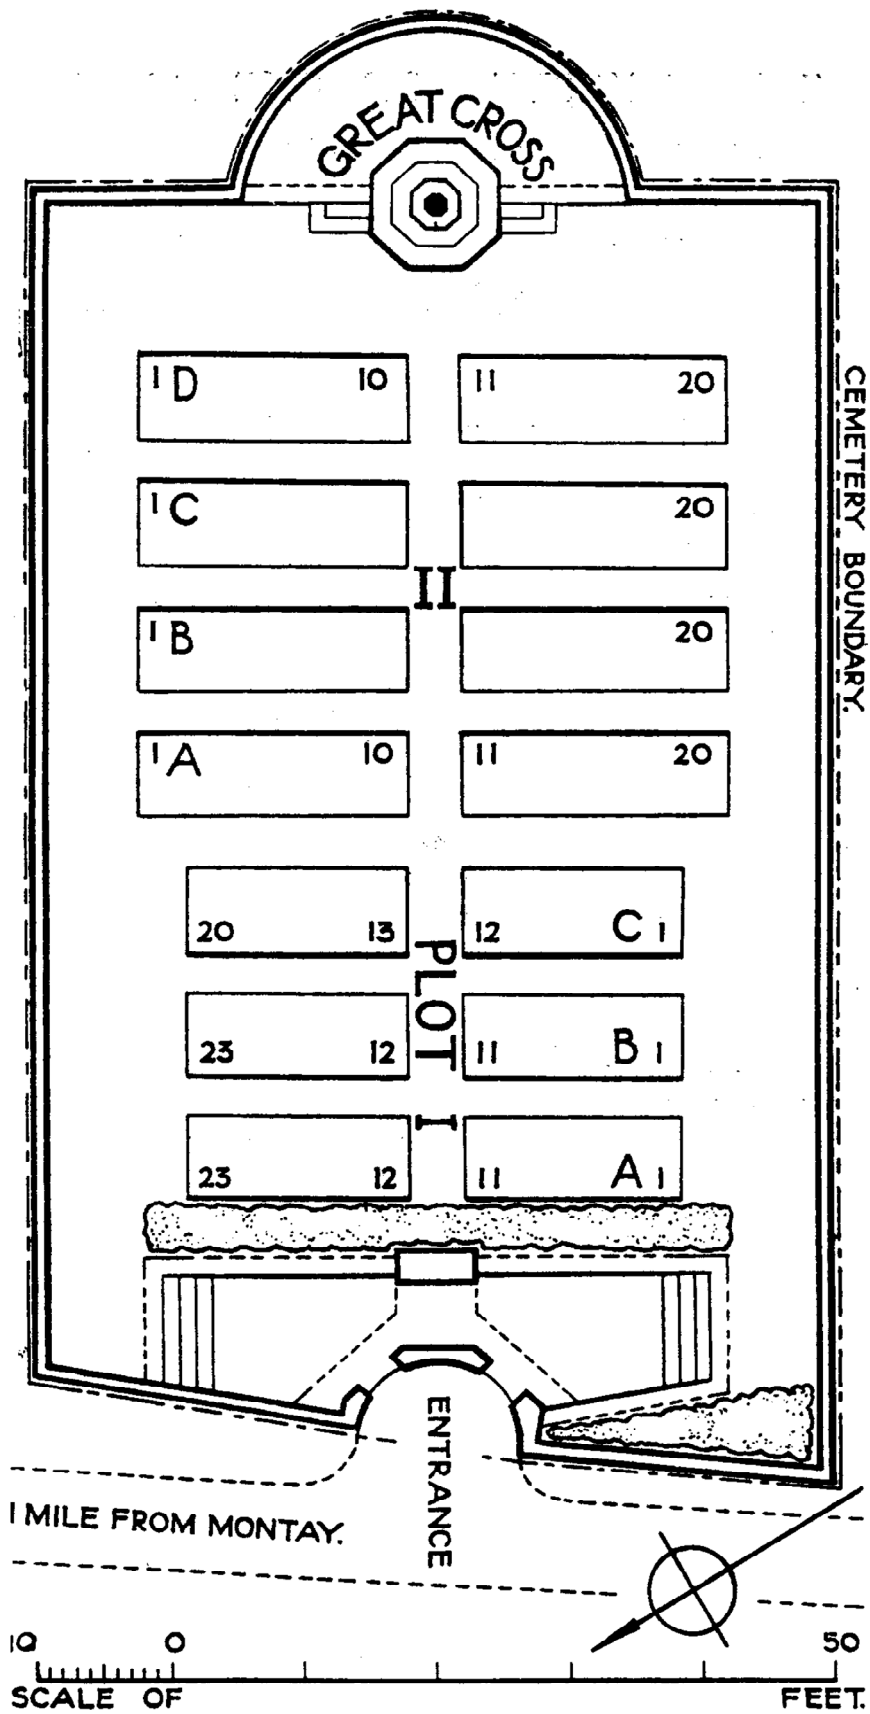 GREAT CROSS
1 D 10 11 20
1 C 20
II
1 B 20
1 A 10 11 20
20 13 12 C 1
PLOT I
23 12 11 B 1
23 12 11 A 1
CEMETERY BOUNDARY.
ENTRANCE
1 MILE FROM MONTAY.
10 0 50
SCALE OF FEET.